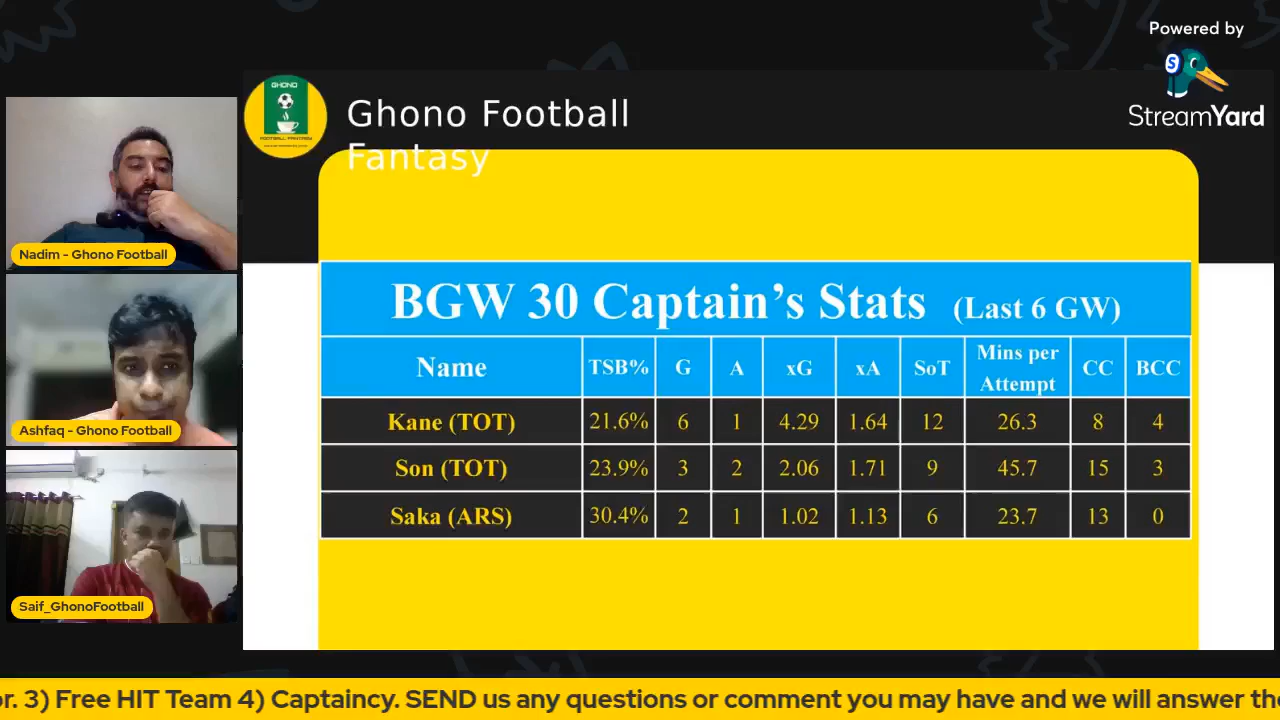 Powered by
StreamYard
GHONO
FOOTBALL FANTASY
Ghono Football
Fantasy
Nadim - Ghono Football
Ashfaq - Ghono Football
Saif_GhonoFootball
BGW 30 Captain's Stats (Last 6 GW)
Name TSB% G A xG xA SoT Mins per Attempt CC BCC
Kane (TOT) 21.6% 6 1 4.29 1.64 12 26.3 8 4
Son (TOT) 23.9% 3 2 2.06 1.71 9 45.7 15 3
Saka (ARS) 30.4% 2 1 1.02 1.13 6 23.7 13 0
or. 3) Free HIT Team 4) Captaincy. SEND us any questions or comment you may have and we will answer the